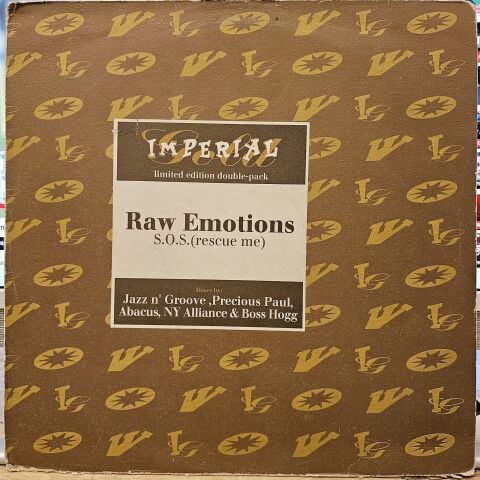 IMPERIAL
Gold
limited edition double-pack
Raw Emotions
S.O.S.(rescue me)
Mixes by:
Jazz n' Groove ,Precious Paul,
Abacus, NY Alliance & Boss Hogg